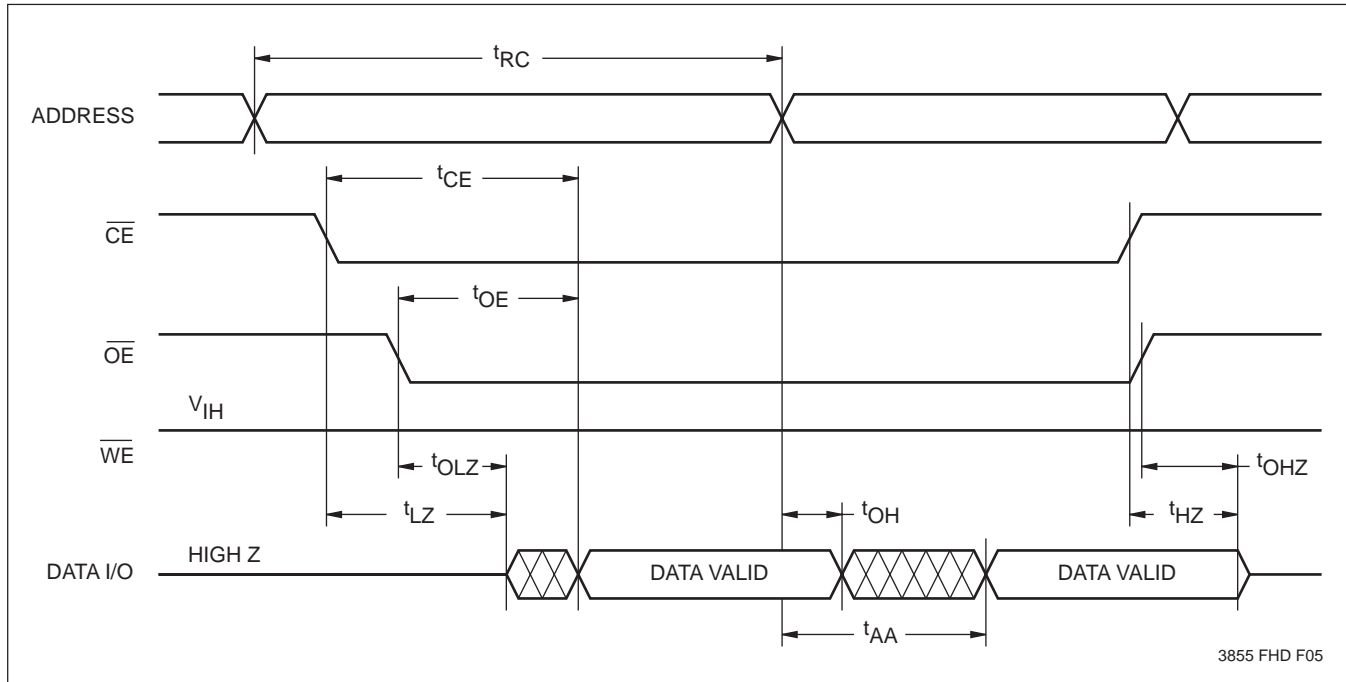 tRC
ADDRESS
tCE
CE
tOE
OE
VIH
WE
tOLZ
tOHZ
tLZ
tOH
tHZ
HIGH Z
DATA I/O
DATA VALID
DATA VALID
tAA
3855 FHD F05